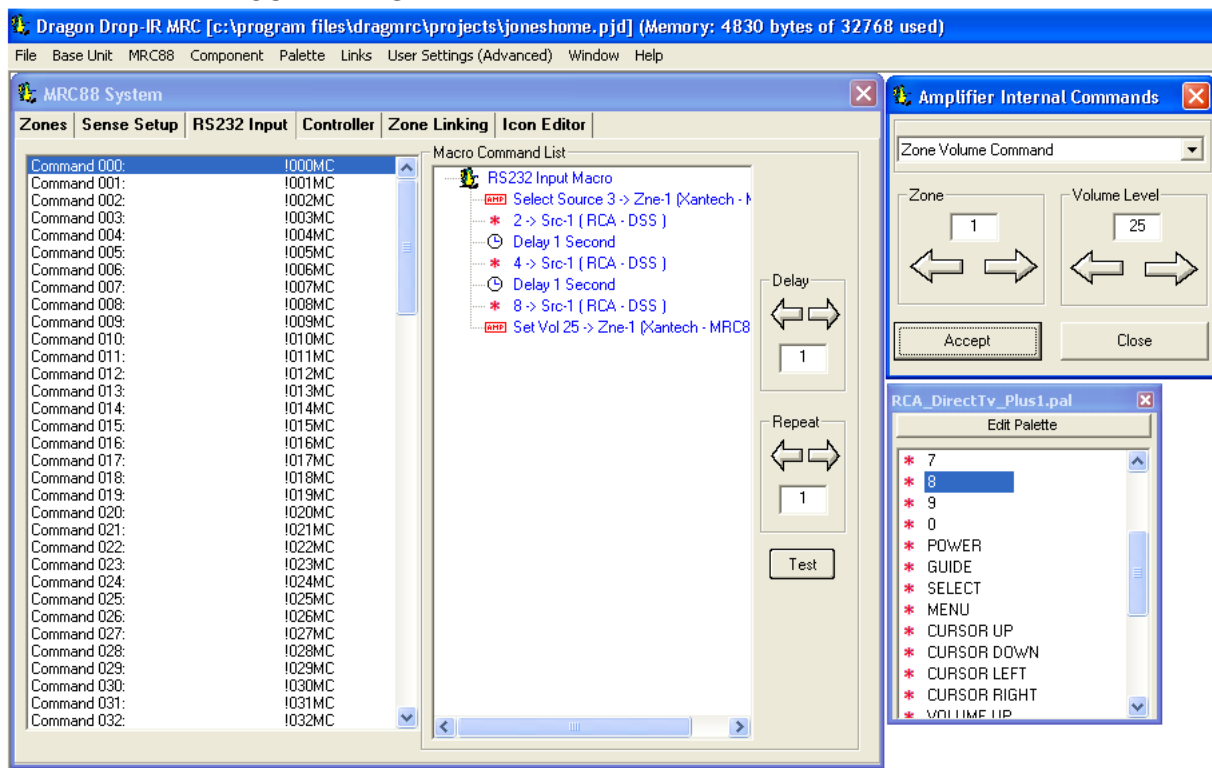 Dragon Drop-IR MRC [c:\program files\dragmrc\projects\joneshome.pjd] (Memory: 4830 bytes of 32768 used)
File Base Unit MRC88 Component Palette Links User Settings (Advanced) Window Help
MRC88 System
Zones Sense Setup RS232 Input Controller Zone Linking Icon Editor
Command 000: !000MC
Command 001: !001MC
Command 002: !002MC
Command 003: !003MC
Command 004: !004MC
Command 005: !005MC
Command 006: !006MC
Command 007: !007MC
Command 008: !008MC
Command 009: !009MC
Command 010: !010MC
Command 011: !011MC
Command 012: !012MC
Command 013: !013MC
Command 014: !014MC
Command 015: !015MC
Command 016: !016MC
Command 017: !017MC
Command 018: !018MC
Command 019: !019MC
Command 020: !020MC
Command 021: !021MC
Command 022: !022MC
Command 023: !023MC
Command 024: !024MC
Command 025: !025MC
Command 026: !026MC
Command 027: !027MC
Command 028: !028MC
Command 029: !029MC
Command 030: !030MC
Command 031: !031MC
Command 032: !032MC
Macro Command List
RS232 Input Macro
AMP Select Source 3 -> Zne-1 (Xantech - M
* 2 -> Src-1 ( RCA - DSS )
Delay 1 Second
* 4 -> Src-1 ( RCA - DSS )
Delay 1 Second
* 8 -> Src-1 ( RCA - DSS )
AMP Set Vol 25 -> Zne-1 (Xantech - MRC8
Delay
1
Repeat
1
Test
Amplifier Internal Commands
Zone Volume Command
Zone
1
Volume Level
25
Accept
Close
RCA_DirectTv_Plus1.pal
Edit Palette
* 7
* 8
* 9
* 0
* POWER
* GUIDE
* SELECT
* MENU
* CURSOR UP
* CURSOR DOWN
* CURSOR LEFT
* CURSOR RIGHT
* VOLUME UP